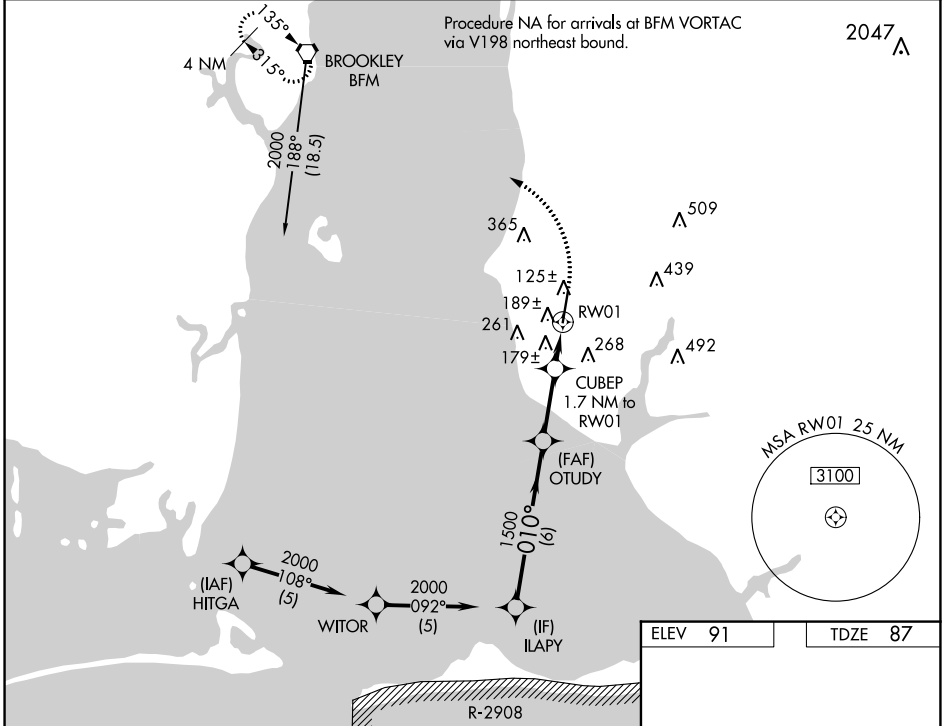 Procedure NA for arrivals at BFM VORTAC
via V198 northeast bound.
2047
135°
315°
4 NM
BROOKLEY
BFM
2000
188°
(18.5)
365
509
125±
439
189±
RW01
261
179±
268
492
CUBEP
1.7 NM to
RW01
MSA RW01 25 NM
3100
(FAF)
OTUDY
1500
010°
(6)
(IAF)
HITGA
2000
108°
(5)
WITOR
2000
092°
(5)
(IF)
ILAPY
ELEV 91
TDZE 87
R-2908